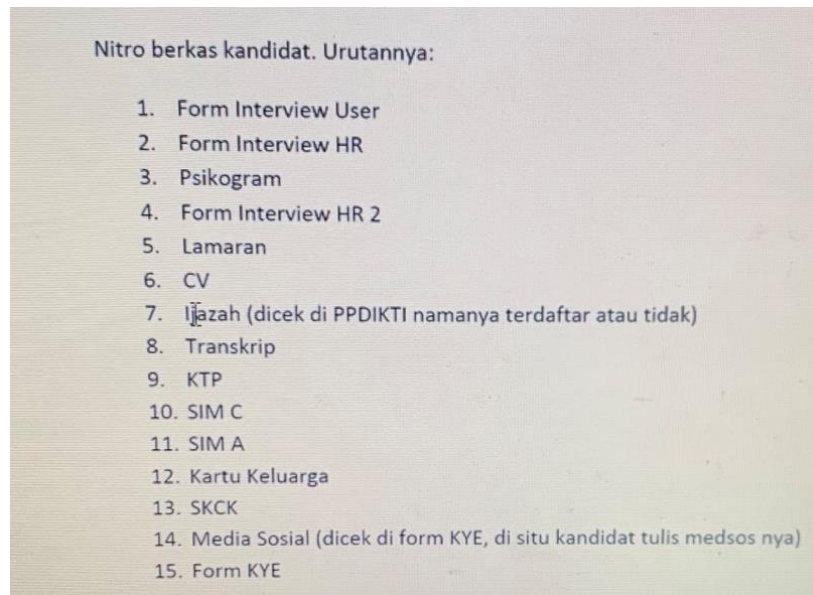 Nitro berkas kandidat. Urutannya:
1. Form Interview User
2. Form Interview HR
3. Psikogram
4. Form Interview HR 2
5. Lamaran
6. CV
7. Ijazah (dicek di PPDIKTI namanya terdaftar atau tidak)
8. Transkrip
9. KTP
10. SIM C
11. SIM A
12. Kartu Keluarga
13. SKCK
14. Media Sosial (dicek di form KYE, di situ kandidat tulis medsos nya)
15. Form KYE